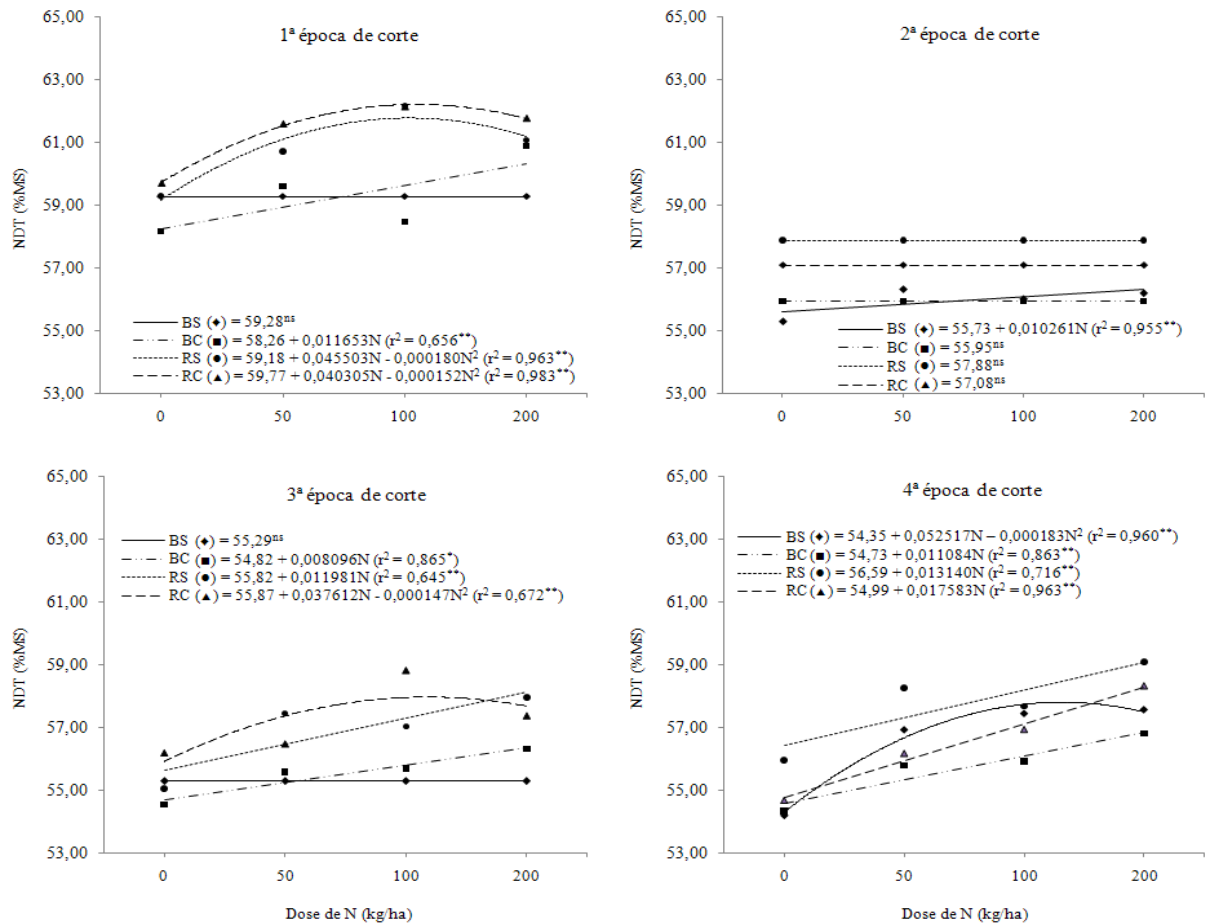 1ª época de corte
65,00
63,00
61,00
59,00
57,00
55,00
53,00
NDT (%MS)
BS (♦) = 59,28ns
BC (■) = 58,26 + 0,011653N (r² = 0,656**)
RS (●) = 59,18 + 0,045503N - 0,000180N² (r² = 0,963**)
RC (▲) = 59,77 + 0,040305N - 0,000152N² (r² = 0,983**)
0 50 100 200
2ª época de corte
65,00
63,00
61,00
59,00
57,00
55,00
53,00
NDT (%MS)
BS (♦) = 55,73 + 0,010261N (r² = 0,955**)
BC (■) = 55,95ns
RS (●) = 57,88ns
RC (▲) = 57,08ns
0 50 100 200
3ª época de corte
65,00
63,00
61,00
59,00
57,00
55,00
53,00
NDT (%MS)
BS (♦) = 55,29ns
BC (■) = 54,82 + 0,008096N (r² = 0,865*)
RS (●) = 55,82 + 0,011981N (r² = 0,645**)
RC (▲) = 55,87 + 0,037612N - 0,000147N² (r² = 0,672**)
0 50 100 200
Dose de N (kg/ha)
4ª época de corte
65,00
63,00
61,00
59,00
57,00
55,00
53,00
NDT (%MS)
BS (♦) = 54,35 + 0,052517N – 0,000183N² (r² = 0,960**)
BC (■) = 54,73 + 0,011084N (r² = 0,863**)
RS (●) = 56,59 + 0,013140N (r² = 0,716**)
RC (▲) = 54,99 + 0,017583N (r² = 0,963**)
0 50 100 200
Dose de N (kg/ha)